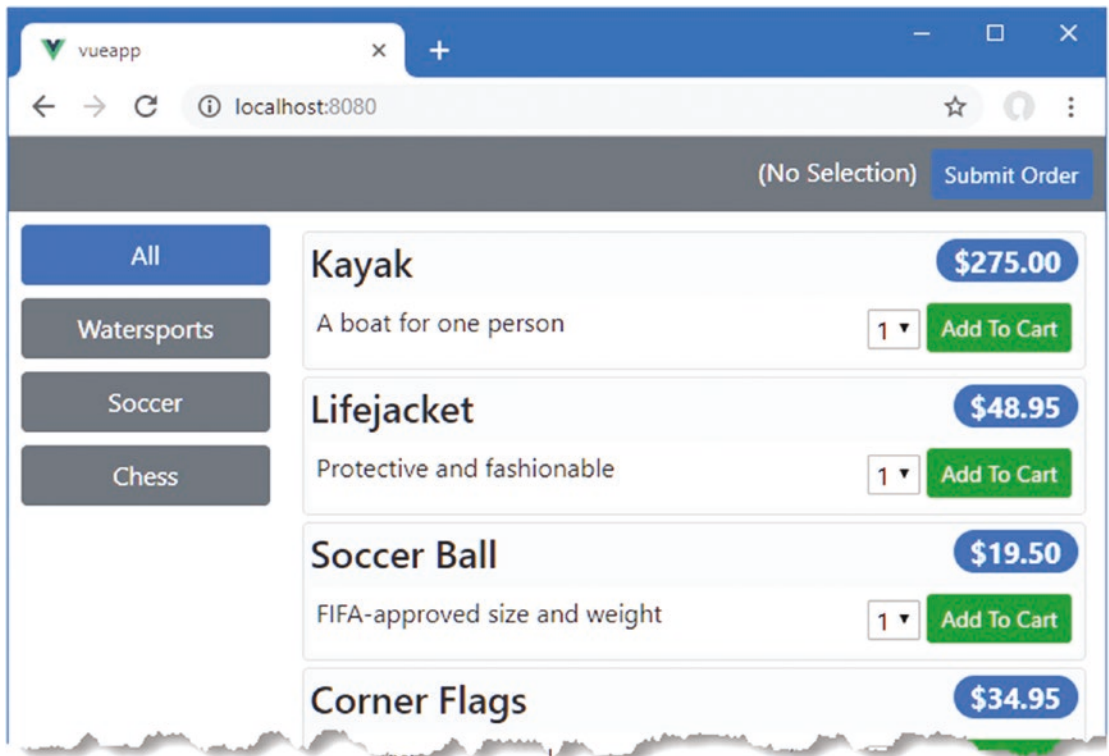 vueapp
localhost:8080
(No Selection) Submit Order
All
Watersports
Soccer
Chess
Kayak $275.00
A boat for one person 1 Add To Cart
Lifejacket $48.95
Protective and fashionable 1 Add To Cart
Soccer Ball $19.50
FIFA-approved size and weight 1 Add To Cart
Corner Flags $34.95